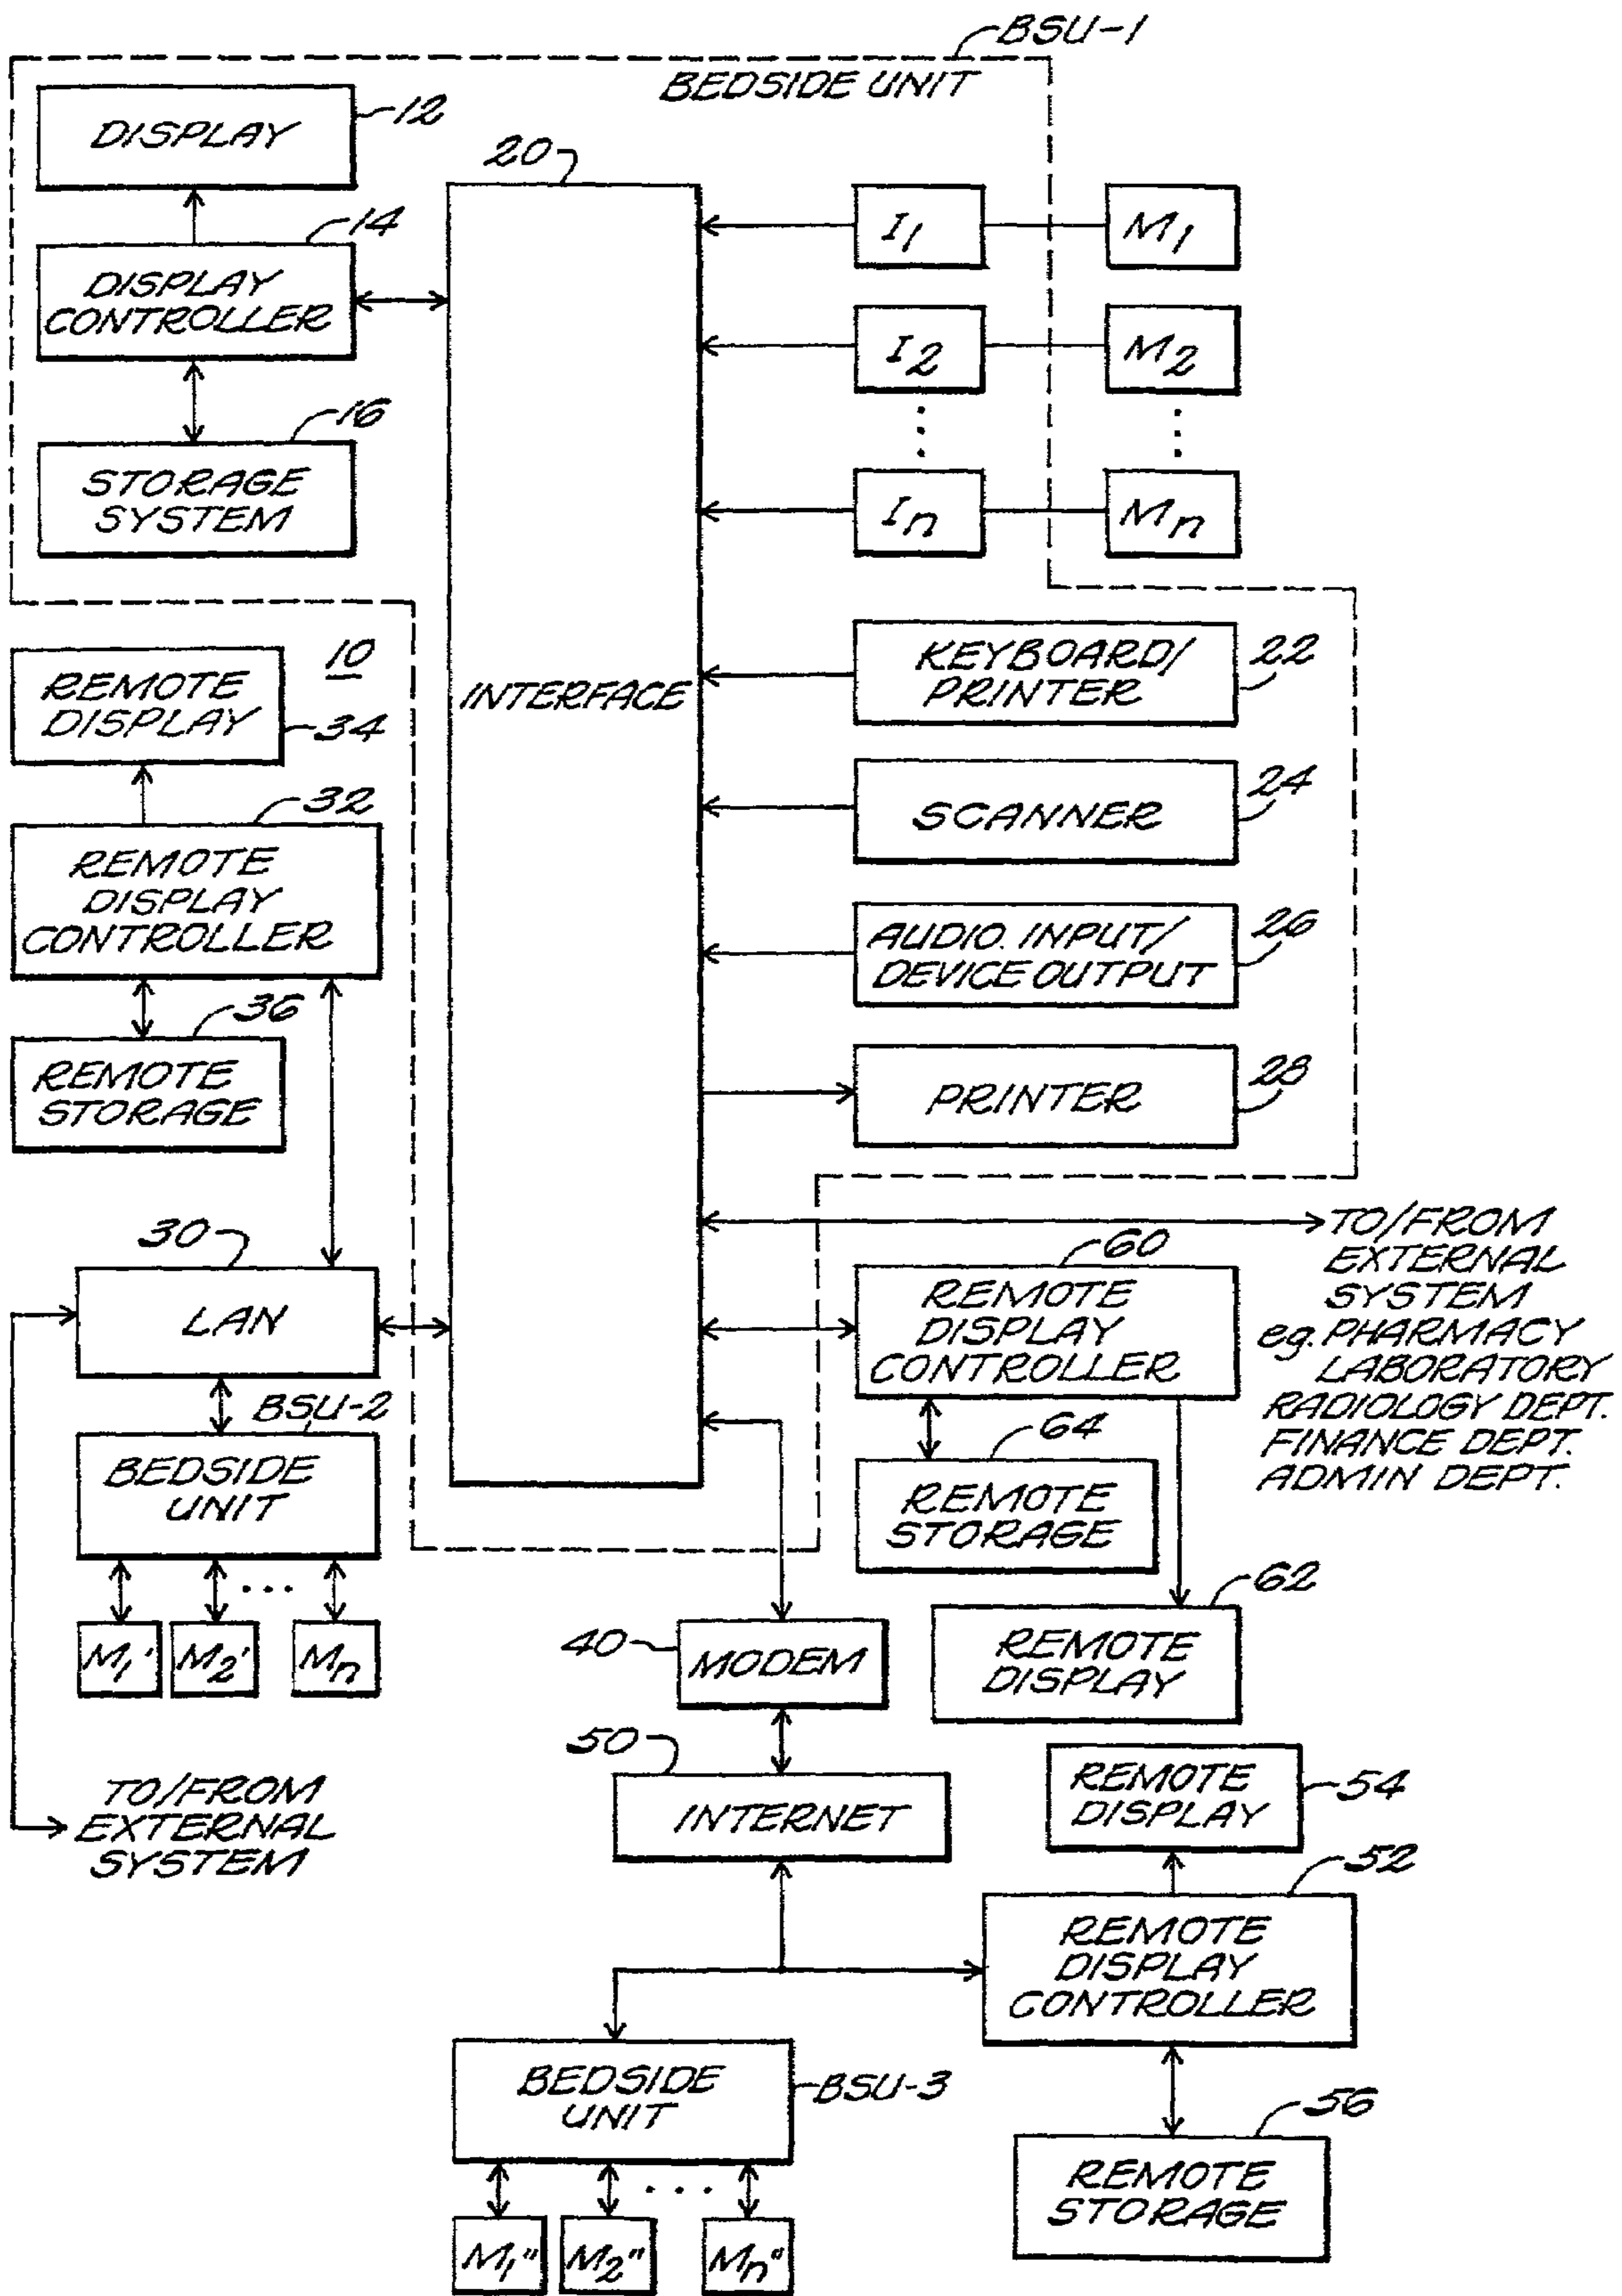 BSU-1
BEDSIDE UNIT
DISPLAY
12
20
14
DISPLAY
CONTROLLER
I1
M1
I2
M2
16
STORAGE
SYSTEM
In
Mn
10
REMOTE
DISPLAY
34
INTERFACE
KEYBOARD/
PRINTER
22
32
REMOTE
DISPLAY
CONTROLLER
SCANNER
24
AUDIO. INPUT/
DEVICE OUTPUT
26
36
REMOTE
STORAGE
PRINTER
28
30
LAN
60
REMOTE
DISPLAY
CONTROLLER
TO/FROM
EXTERNAL
SYSTEM
eg. PHARMACY
LABORATORY
RADIOLOGY DEPT.
FINANCE DEPT.
ADMIN DEPT.
BSU-2
BEDSIDE
UNIT
64
REMOTE
STORAGE
62
REMOTE
DISPLAY
M1'
M2'
Mn
40
MODEM
50
INTERNET
54
REMOTE
DISPLAY
TO/FROM
EXTERNAL
SYSTEM
52
REMOTE
DISPLAY
CONTROLLER
BEDSIDE
UNIT
BSU-3
56
REMOTE
STORAGE
M1"
M2"
Mn"